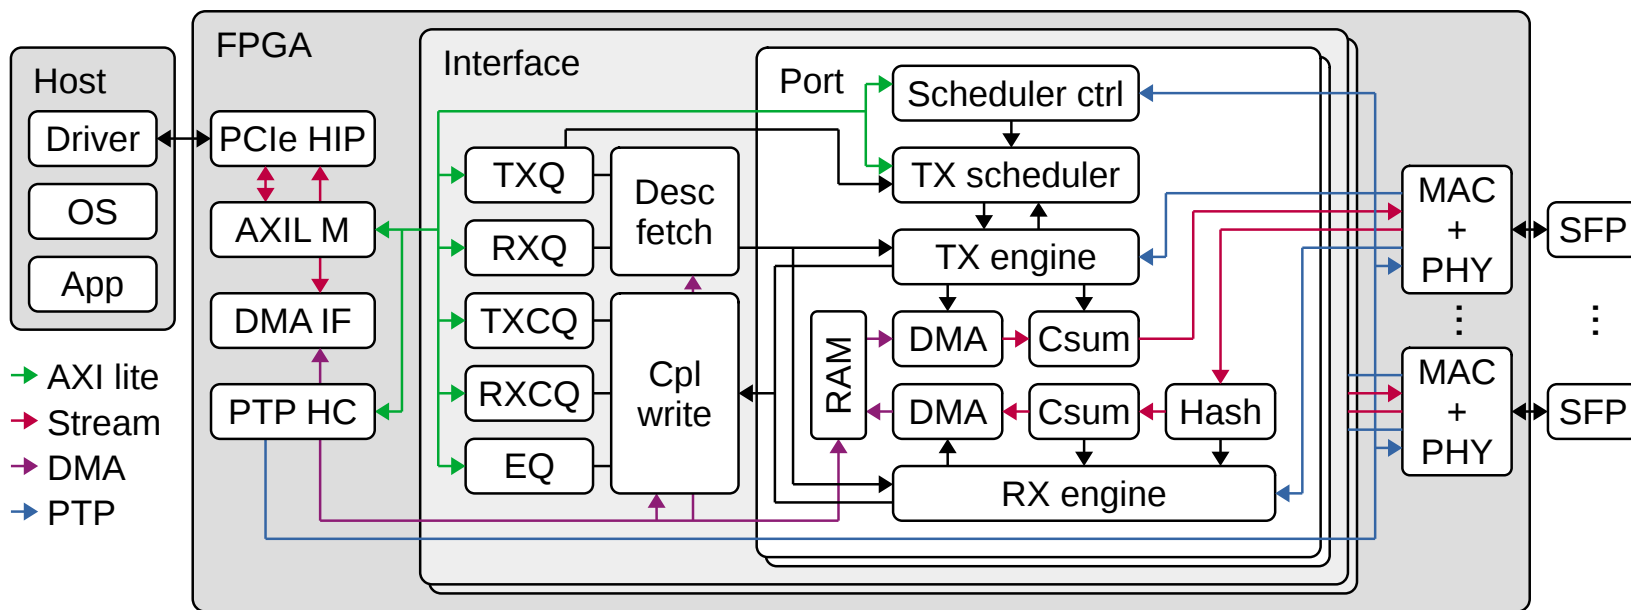 FPGA
Host
Driver
OS
App
AXI lite
Stream
DMA
PTP
PCIe HIP
AXIL M
DMA IF
PTP HC
Interface
TXQ
RXQ
TXCQ
RXCQ
EQ
Desc
fetch
Cpl
write
Port
Scheduler ctrl
TX scheduler
TX engine
RAM
DMA
Csum
DMA
Csum
Hash
RX engine
MAC
+
PHY
SFP
⋮
⋮
MAC
+
PHY
SFP